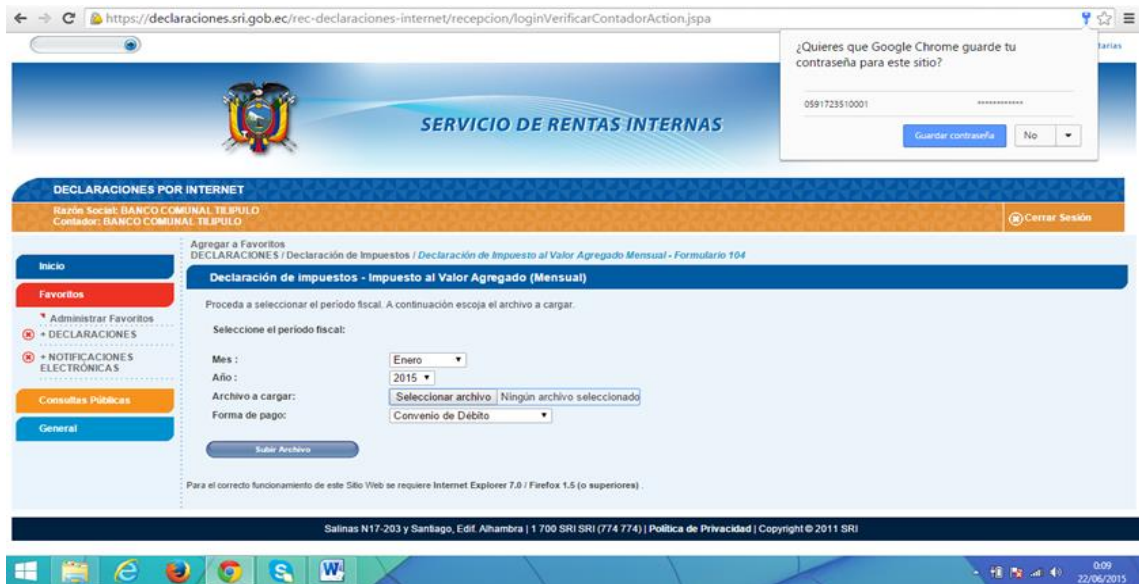 https://declaraciones.sri.gob.ec/rec-declaraciones-internet/recepcion/loginVerificarContadorAction.jspa
¿Quieres que Google Chrome guarde tu
contraseña para este sitio?
0591723510001 ************
Guardar contraseña No
SERVICIO DE RENTAS INTERNAS
DECLARACIONES POR INTERNET
Razón Social: BANCO COMUNAL TILIPULO
Contador: BANCO COMUNAL TILIPULO
Cerrar Sesión
Agregar a Favoritos
DECLARACIONES / Declaración de Impuestos / Declaración de Impuesto al Valor Agregado Mensual - Formulario 104
Inicio
Favoritos
Administrar Favoritos
+ DECLARACIONES
+ NOTIFICACIONES
ELECTRÓNICAS
Consultas Públicas
General
Declaración de impuestos - Impuesto al Valor Agregado (Mensual)
Proceda a seleccionar el período fiscal. A continuación escoja el archivo a cargar.
Seleccione el período fiscal:
Mes : Enero
Año : 2015
Archivo a cargar: Seleccionar archivo Ningún archivo seleccionado
Forma de pago: Convenio de Débito
Subir Archivo
Para el correcto funcionamiento de este Sitio Web se requiere Internet Explorer 7.0 / Firefox 1.5 (o superiores) .
Salinas N17-203 y Santiago, Edif. Alhambra | 1 700 SRI SRI (774 774) | Política de Privacidad | Copyright © 2011 SRI
0:09
22/06/2015